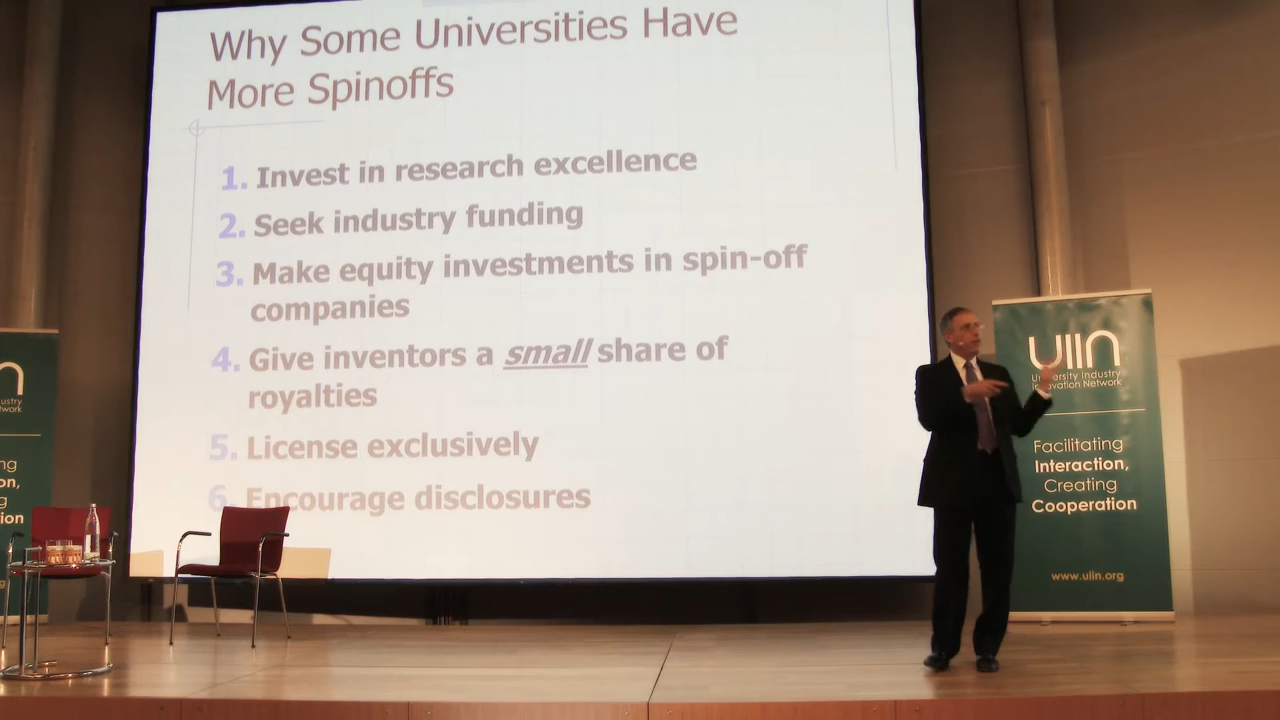 Why Some Universities Have
More Spinoffs
1. Invest in research excellence
2. Seek industry funding
3. Make equity investments in spin-off
companies
4. Give inventors a small share of
royalties
5. License exclusively
6. Encourage disclosures
UIIN
University Industry
Innovation Network
Facilitating
Interaction,
Creating
Cooperation
www.uiin.org